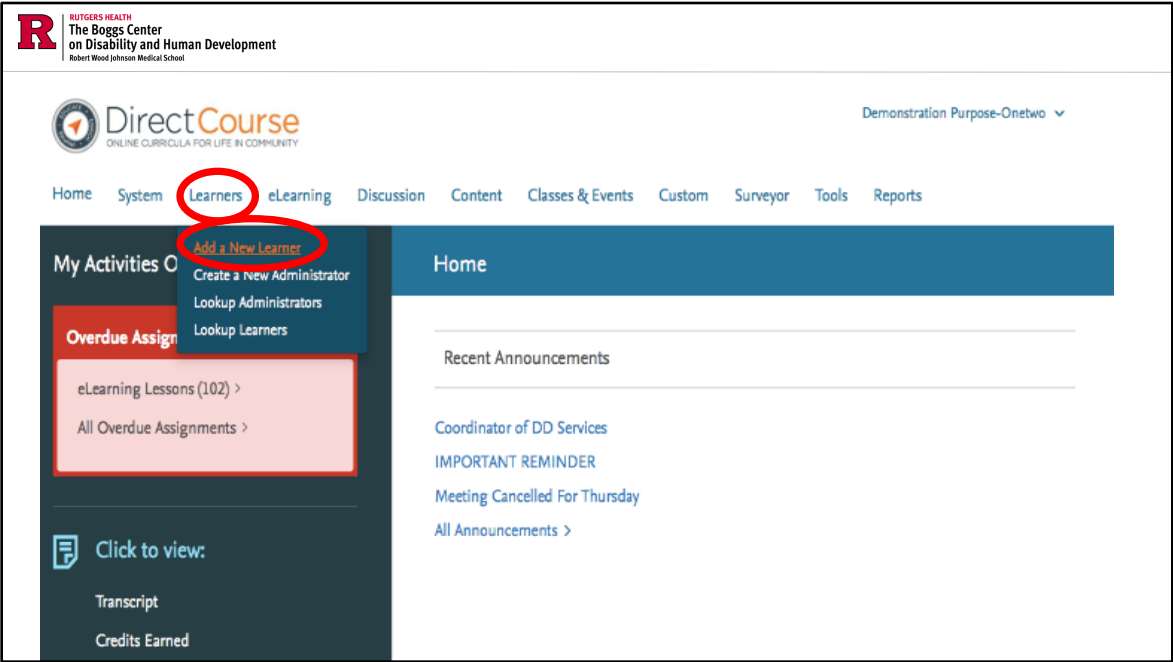 RUTGERS HEALTH
The Boggs Center
on Disability and Human Development
Robert Wood Johnson Medical School
DirectCourse
ONLINE CURRICULA FOR LIFE IN COMMUNITY
Demonstration Purpose-Onetwo
Home System Learners eLearning Discussion Content Classes & Events Custom Surveyor Tools Reports
Add a New Learner
Create a New Administrator
Lookup Administrators
Lookup Learners
My Activities O
Home
Overdue Assign
eLearning Lessons (102) >
All Overdue Assignments >
Recent Announcements
Coordinator of DD Services
IMPORTANT REMINDER
Meeting Cancelled For Thursday
All Announcements >
Click to view:
Transcript
Credits Earned